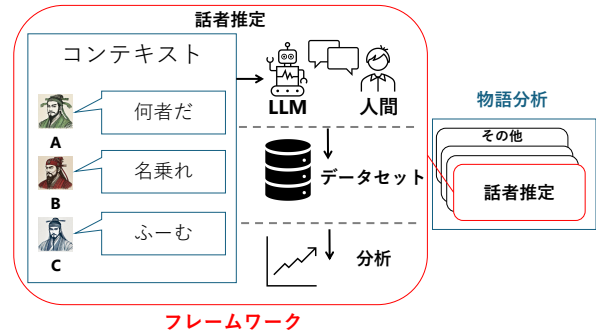 話者推定
コンテキスト
何者だ
A
名乗れ
B
ふーむ
C
LLM
人間
データセット
分析
フレームワーク
物語分析
その他
話者推定